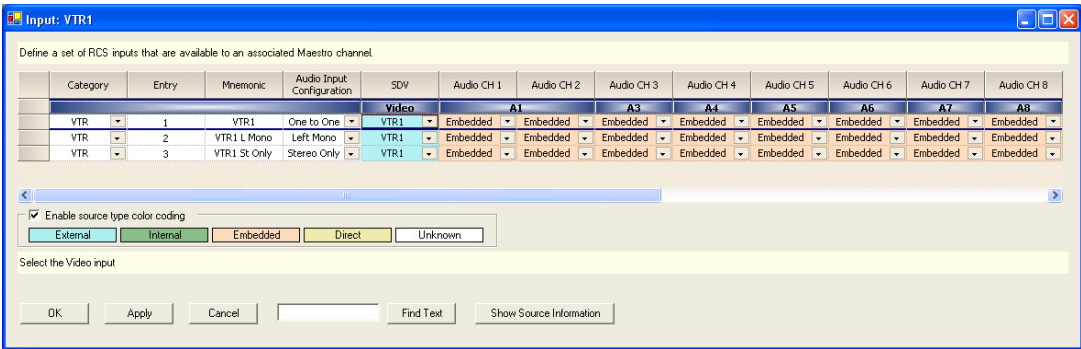 Input: VTR1
Define a set of RCS inputs that are available to an associated Maestro channel.
Category Entry Mnemonic Audio Input Configuration SDV Audio CH 1 Audio CH 2 Audio CH 3 Audio CH 4 Audio CH 5 Audio CH 6 Audio CH 7 Audio CH 8
Video A1 A3 A4 A5 A6 A7 A8
VTR 1 VTR1 One to One VTR1 Embedded Embedded Embedded Embedded Embedded Embedded Embedded Embedded
VTR 2 VTR1 L Mono Left Mono VTR1 Embedded Embedded Embedded Embedded Embedded Embedded Embedded Embedded
VTR 3 VTR1 St Only Stereo Only VTR1 Embedded Embedded Embedded Embedded Embedded Embedded Embedded Embedded
Enable source type color coding
External Internal Embedded Direct Unknown
Select the Video input
OK Apply Cancel Find Text Show Source Information